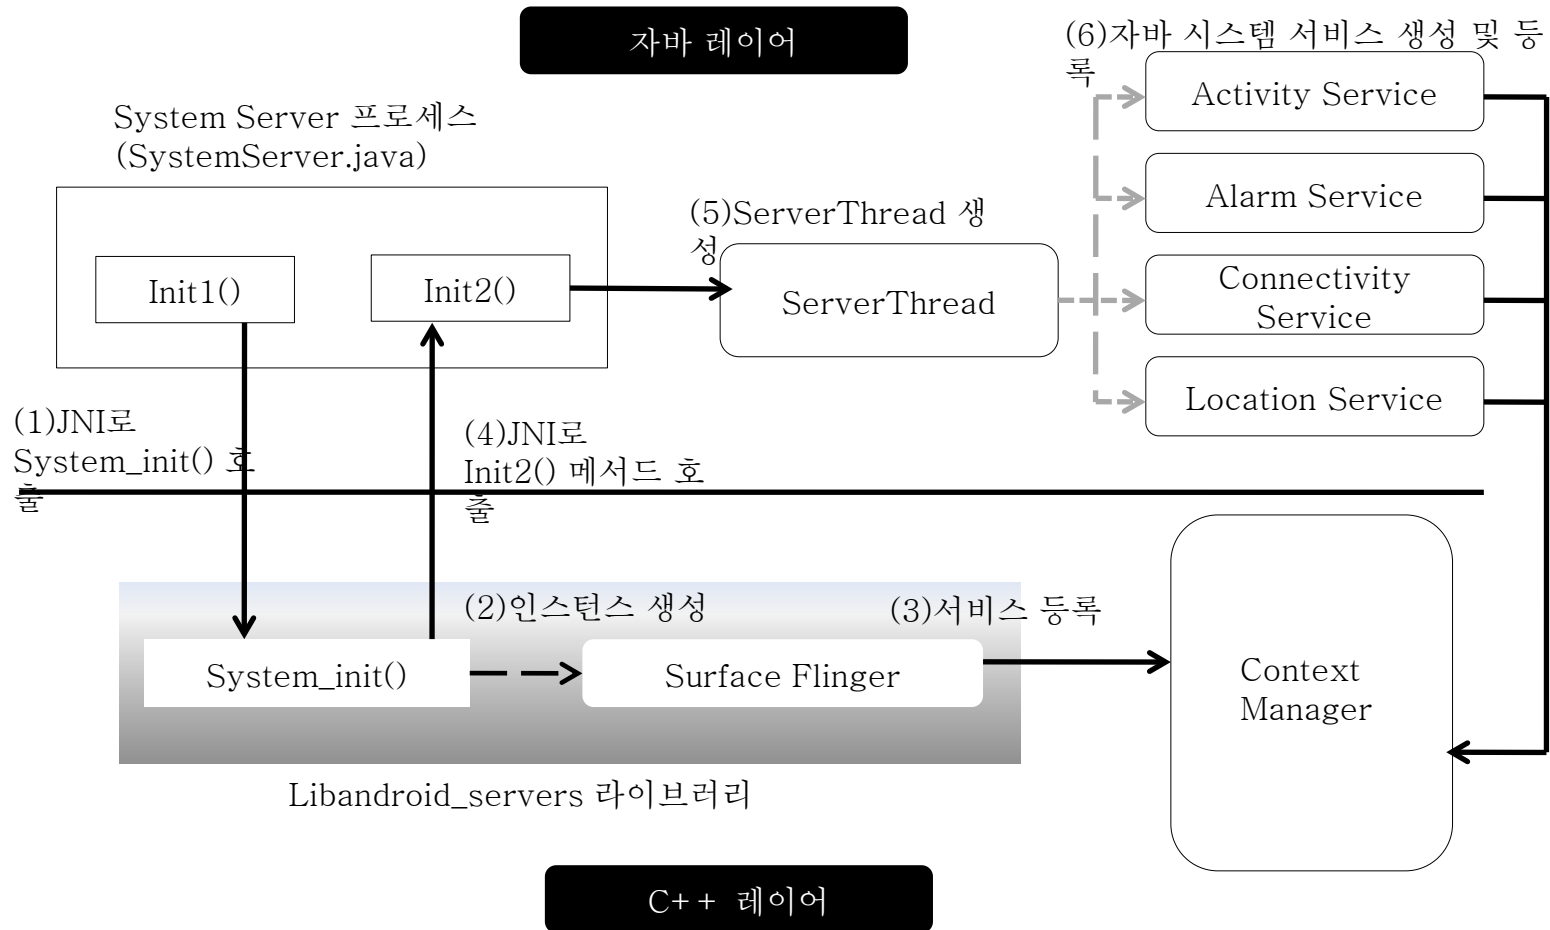 자바 레이어
(6)자바 시스템 서비스 생성 및 등
록
System Server 프로세스
(SystemServer.java)
Activity Service
Alarm Service
(5)ServerThread 생
성
Init1()
Init2()
ServerThread
Connectivity
Service
Location Service
(1)JNI로
System_init() 호
출
(4)JNI로
Init2() 메서드 호
출
(2)인스턴스 생성
(3)서비스 등록
System_init()
Surface Flinger
Context
Manager
Libandroid_servers 라이브러리
C++ 레이어